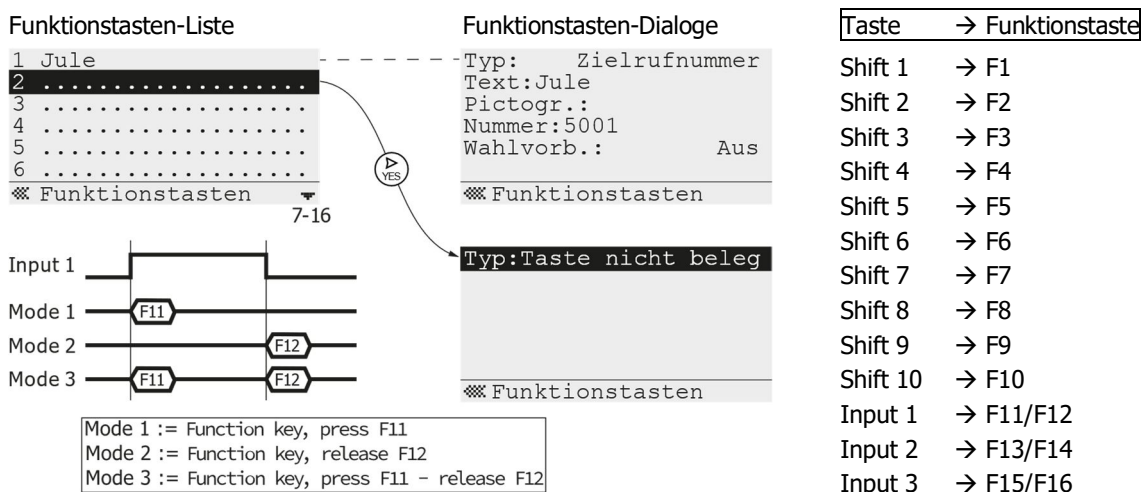 Funktionstasten-Liste
1 Jule
2 .....................
3 .....................
4 .....................
5 .....................
6 .....................
Funktionstasten
7-16
Input 1
Mode 1 F11
Mode 2 F12
Mode 3 F11 F12
Mode 1 := Function key, press F11
Mode 2 := Function key, release F12
Mode 3 := Function key, press F11 - release F12
YES
Funktionstasten-Dialoge
Typ: Zielrufnummer
Text:Jule
Pictogr.:
Nummer:5001
Wahlvorb.: Aus
Funktionstasten
Typ:Taste nicht beleg
Funktionstasten
Taste → Funktionstaste
Shift 1 → F1
Shift 2 → F2
Shift 3 → F3
Shift 4 → F4
Shift 5 → F5
Shift 6 → F6
Shift 7 → F7
Shift 8 → F8
Shift 9 → F9
Shift 10 → F10
Input 1 → F11/F12
Input 2 → F13/F14
Input 3 → F15/F16